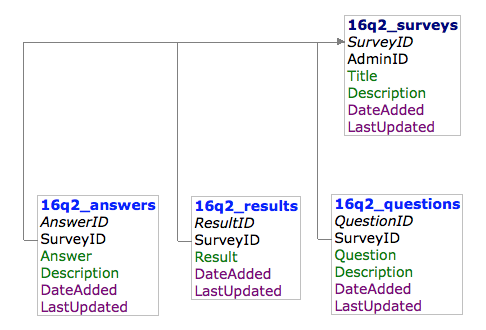 16q2_surveys
SurveyID
AdminID
Title
Description
DateAdded
LastUpdated
16q2_answers
AnswerID
SurveyID
Answer
Description
DateAdded
LastUpdated
16q2_results
ResultID
SurveyID
Result
DateAdded
LastUpdated
16q2_questions
QuestionID
SurveyID
Question
Description
DateAdded
LastUpdated